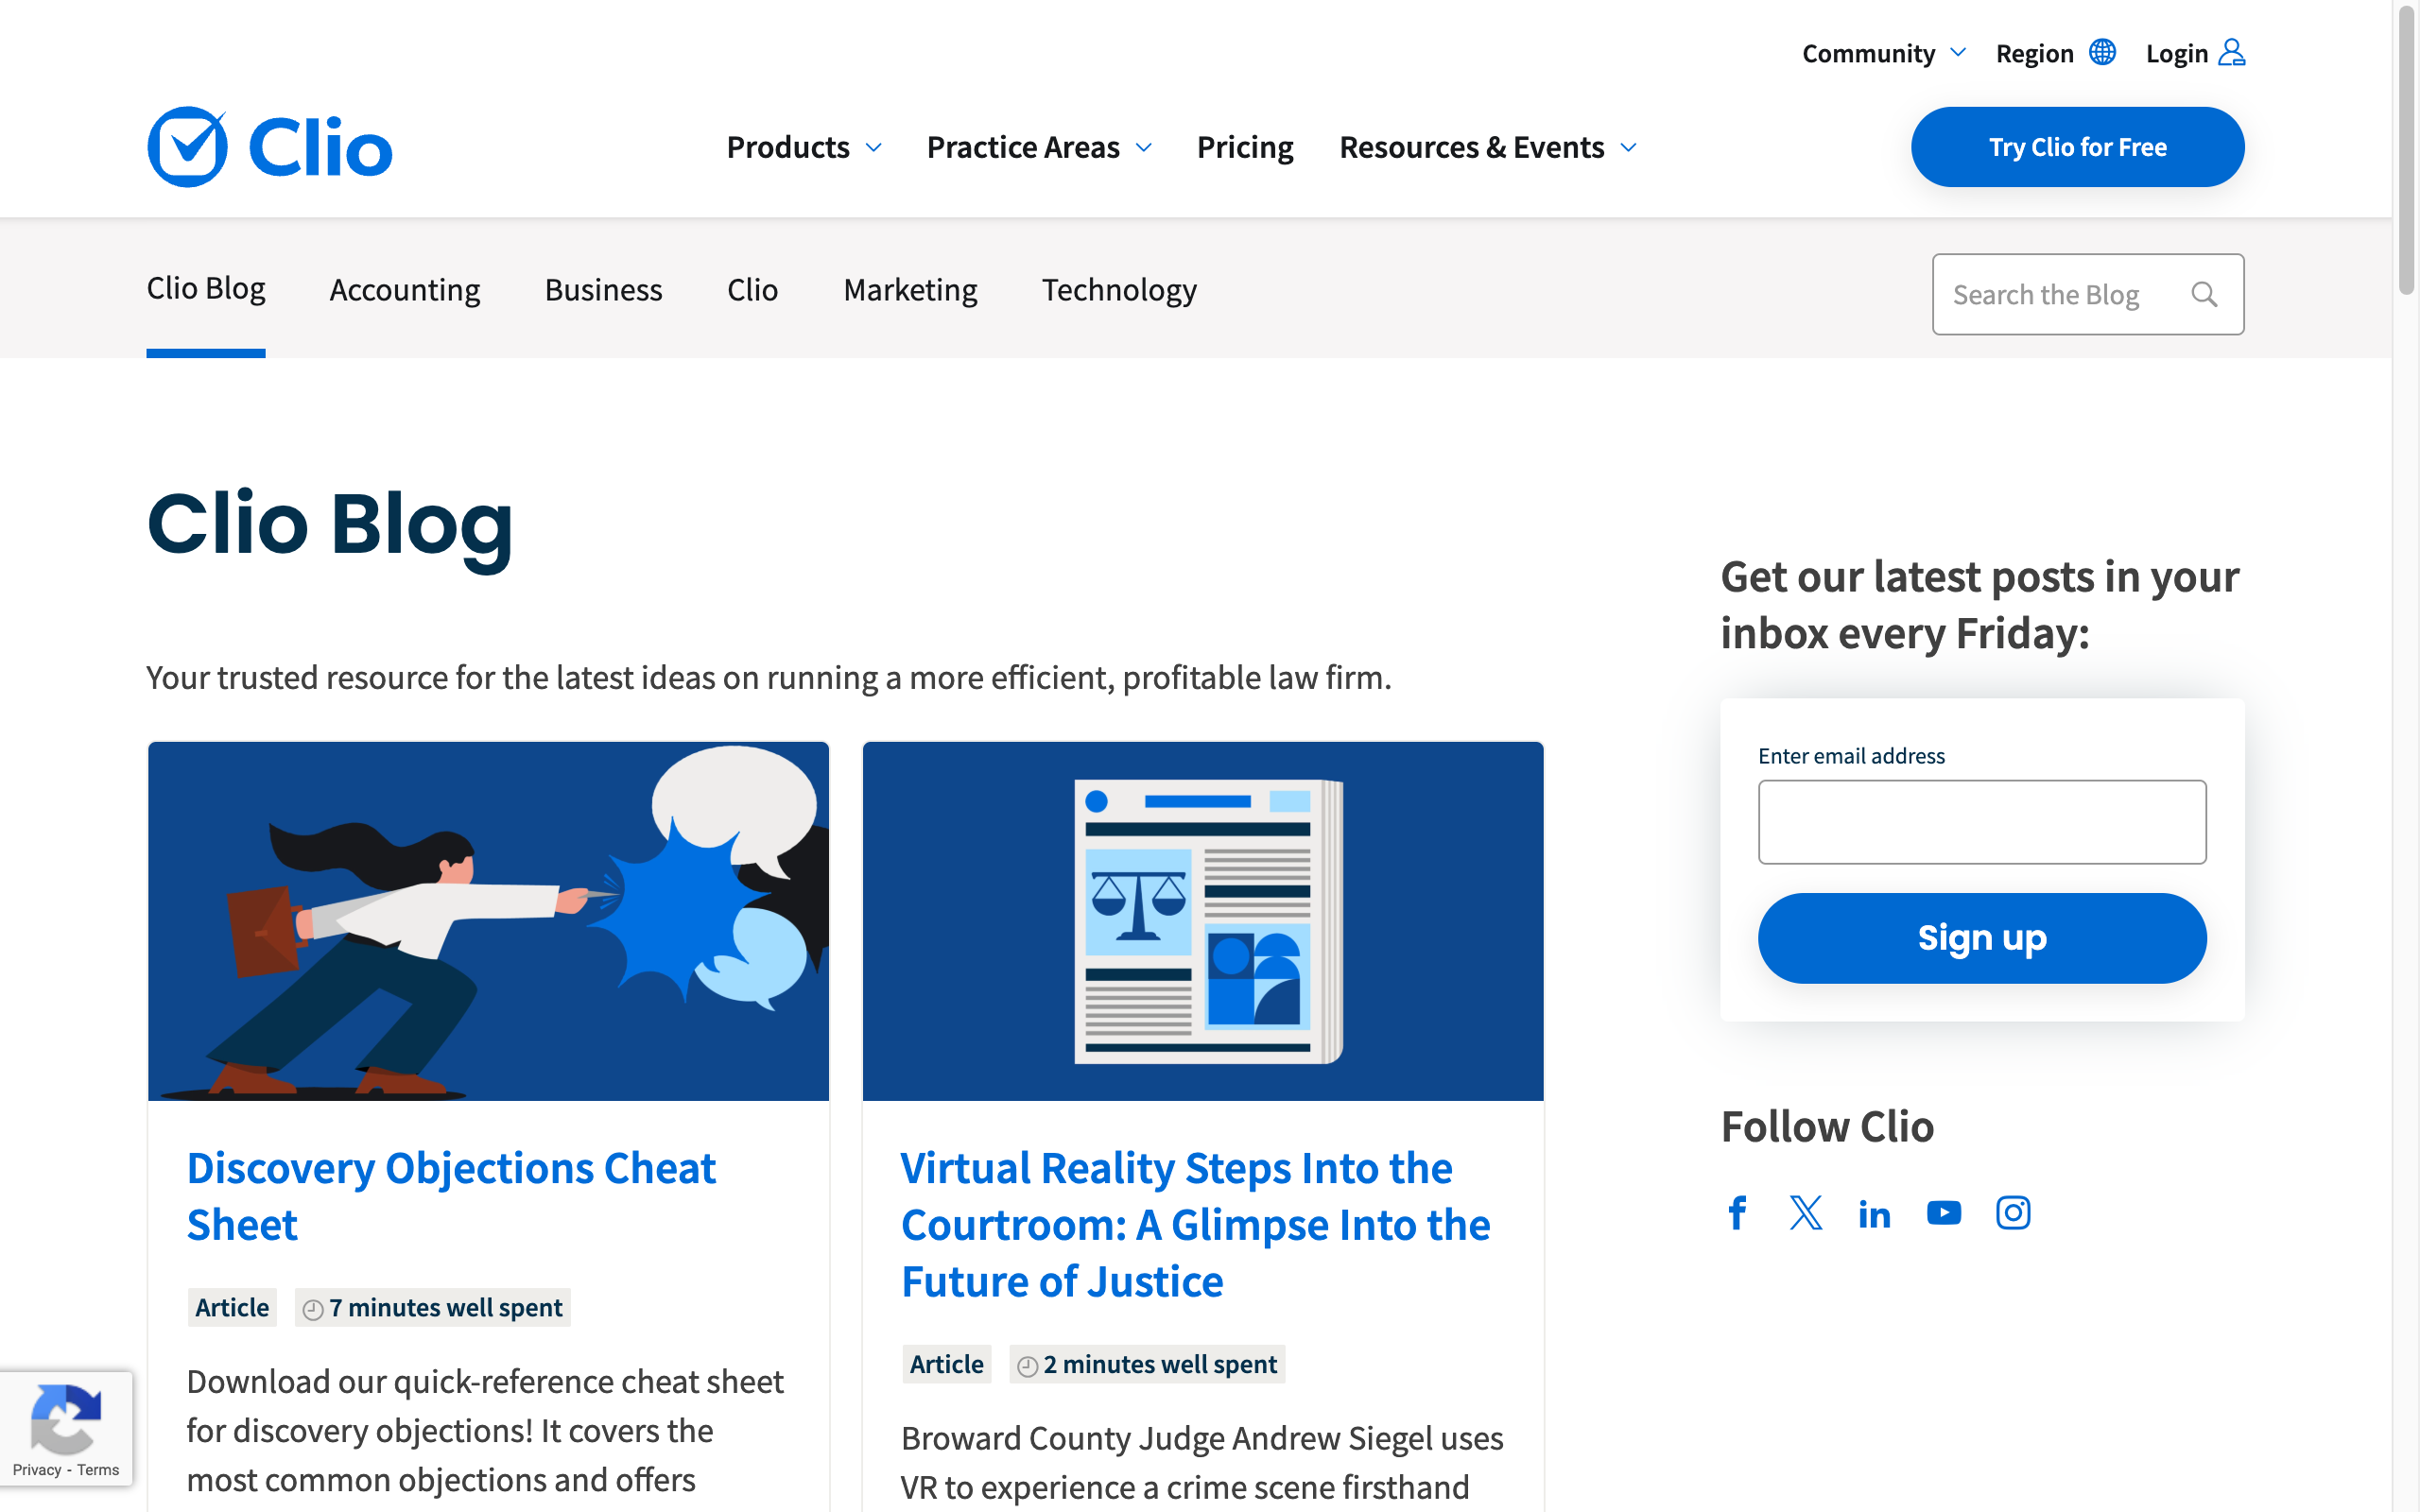 Community
Region
Login
Clio
Products
Practice Areas
Pricing
Resources & Events
Try Clio for Free
Clio Blog
Accounting
Business
Clio
Marketing
Technology
Search the Blog
Clio Blog
Your trusted resource for the latest ideas on running a more efficient, profitable law firm.
Discovery Objections Cheat
Sheet
Article
7 minutes well spent
Download our quick-reference cheat sheet
for discovery objections! It covers the
most common objections and offers
Virtual Reality Steps Into the
Courtroom: A Glimpse Into the
Future of Justice
Article
2 minutes well spent
Broward County Judge Andrew Siegel uses
VR to experience a crime scene firsthand
Get our latest posts in your
inbox every Friday:
Enter email address
Sign up
Follow Clio
Privacy - Terms